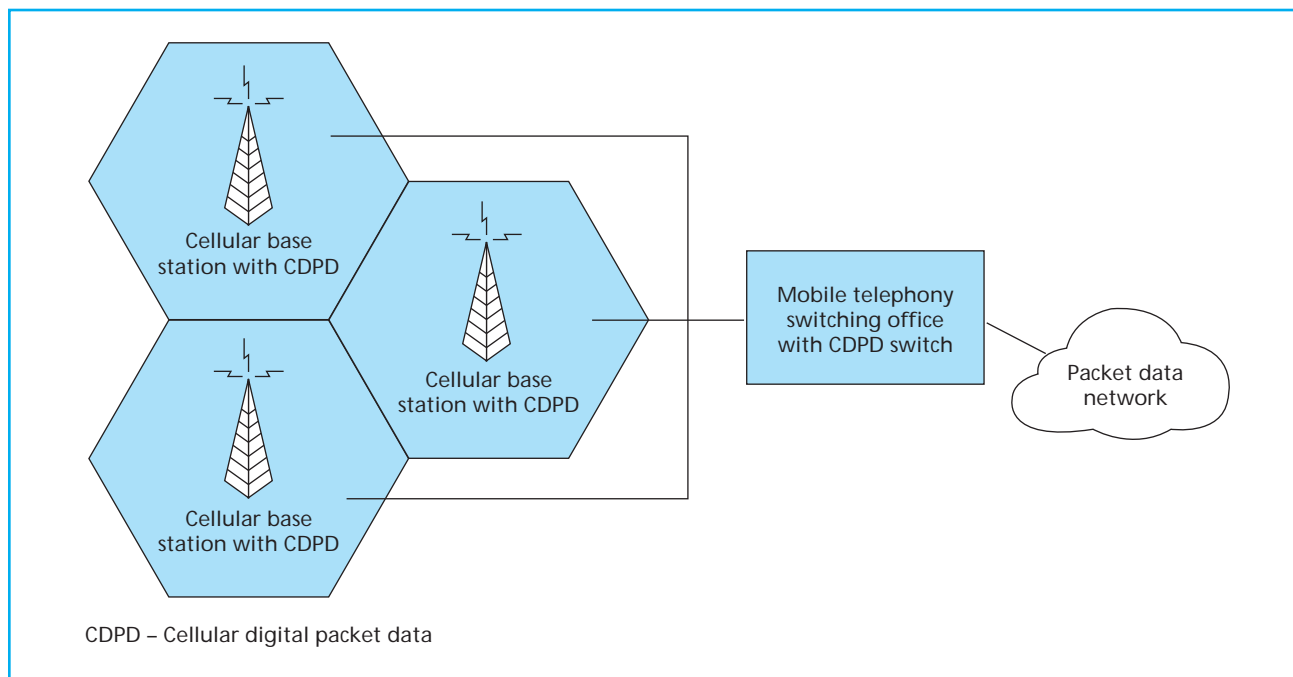 Cellular base
station with CDPD
Cellular base
station with CDPD
Cellular base
station with CDPD
Mobile telephony
switching office
with CDPD switch
Packet data
network
CDPD – Cellular digital packet data